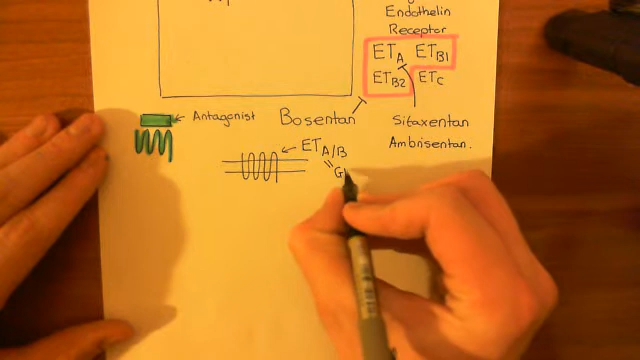 Endothelin
Receptor
ETA ETB1
ETB2 ETC
Antagonist
Bosentan
Sitaxentan
Ambrisentan.
ETA/B